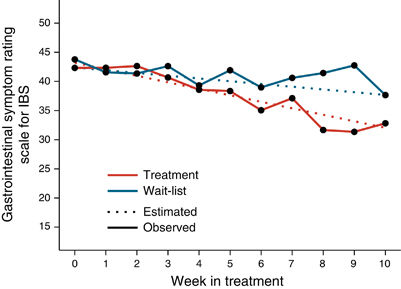 Gastrointestinal symptom rating
scale for IBS
50
45
40
35
30
25
20
15
Treatment
Wait-list
Estimated
Observed
0 1 2 3 4 5 6 7 8 9 10
Week in treatment